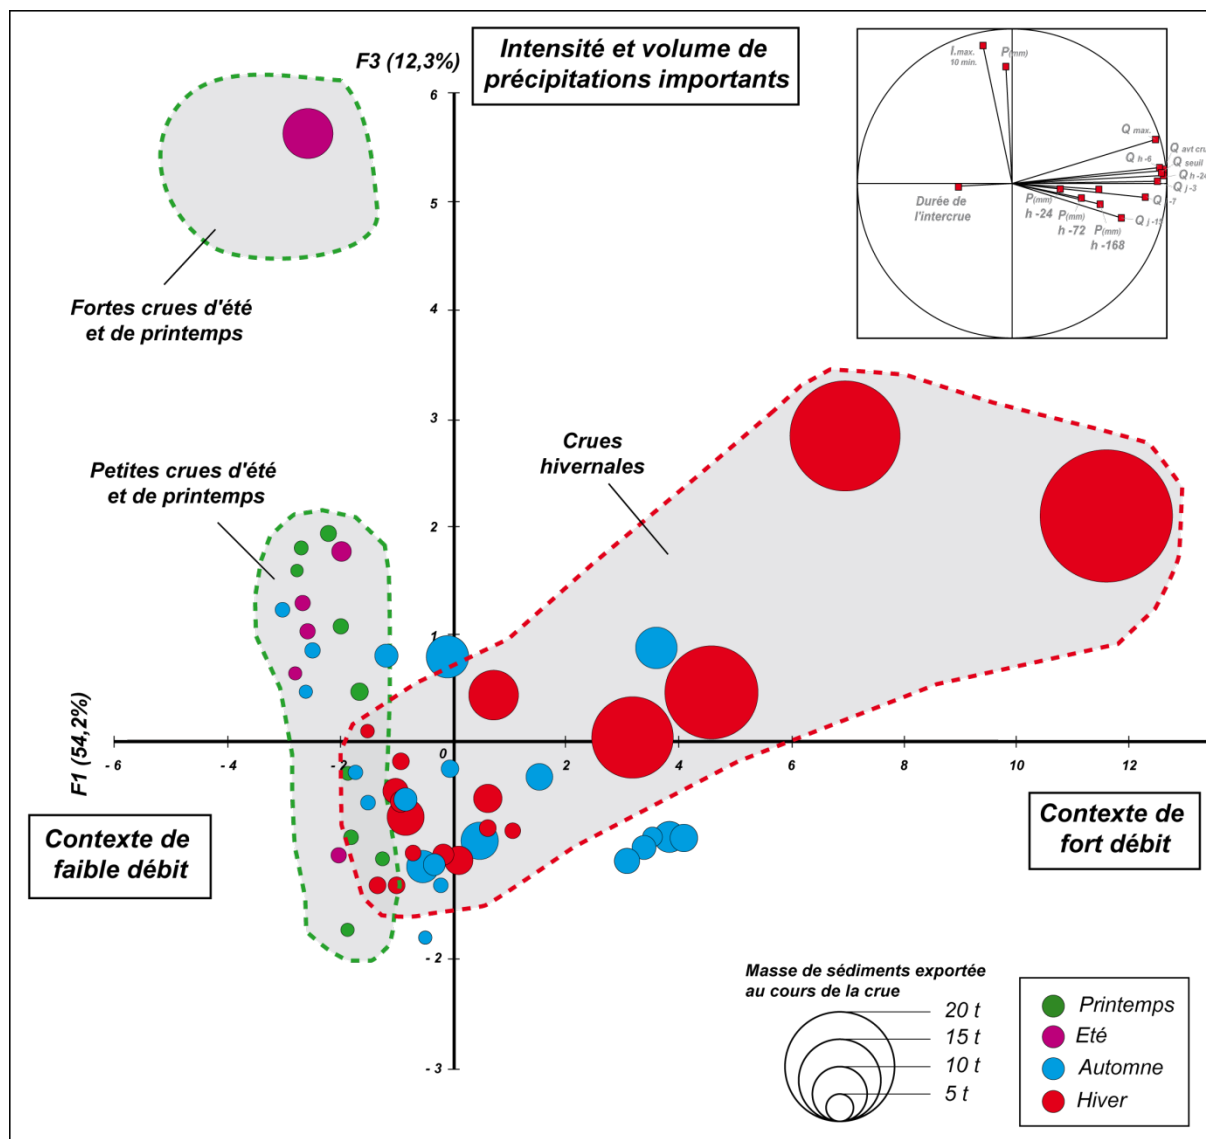 F3 (12,3%)
Intensité et volume de
précipitations importants
I.max.
10 min.
P(mm)
Q max.
Q h -6
Q avt cru
Q seuil
Q h -24
Q j -3
-7
Q j -15
Durée de
l'intercrue
P(mm)
h -24
P(mm)
h -72
P(mm)
h -168
6
5
4
3
2
1
Fortes crues d'été
et de printemps
Petites crues d'été
et de printemps
Crues
hivernales
F1 (54,2%)
- 6
- 4
- 2
0
2
4
6
8
10
12
Contexte de
faible débit
Contexte de
fort débit
- 2
- 3
Masse de sédiments exportée
au cours de la crue
20 t
15 t
10 t
5 t
Printemps
Eté
Automne
Hiver